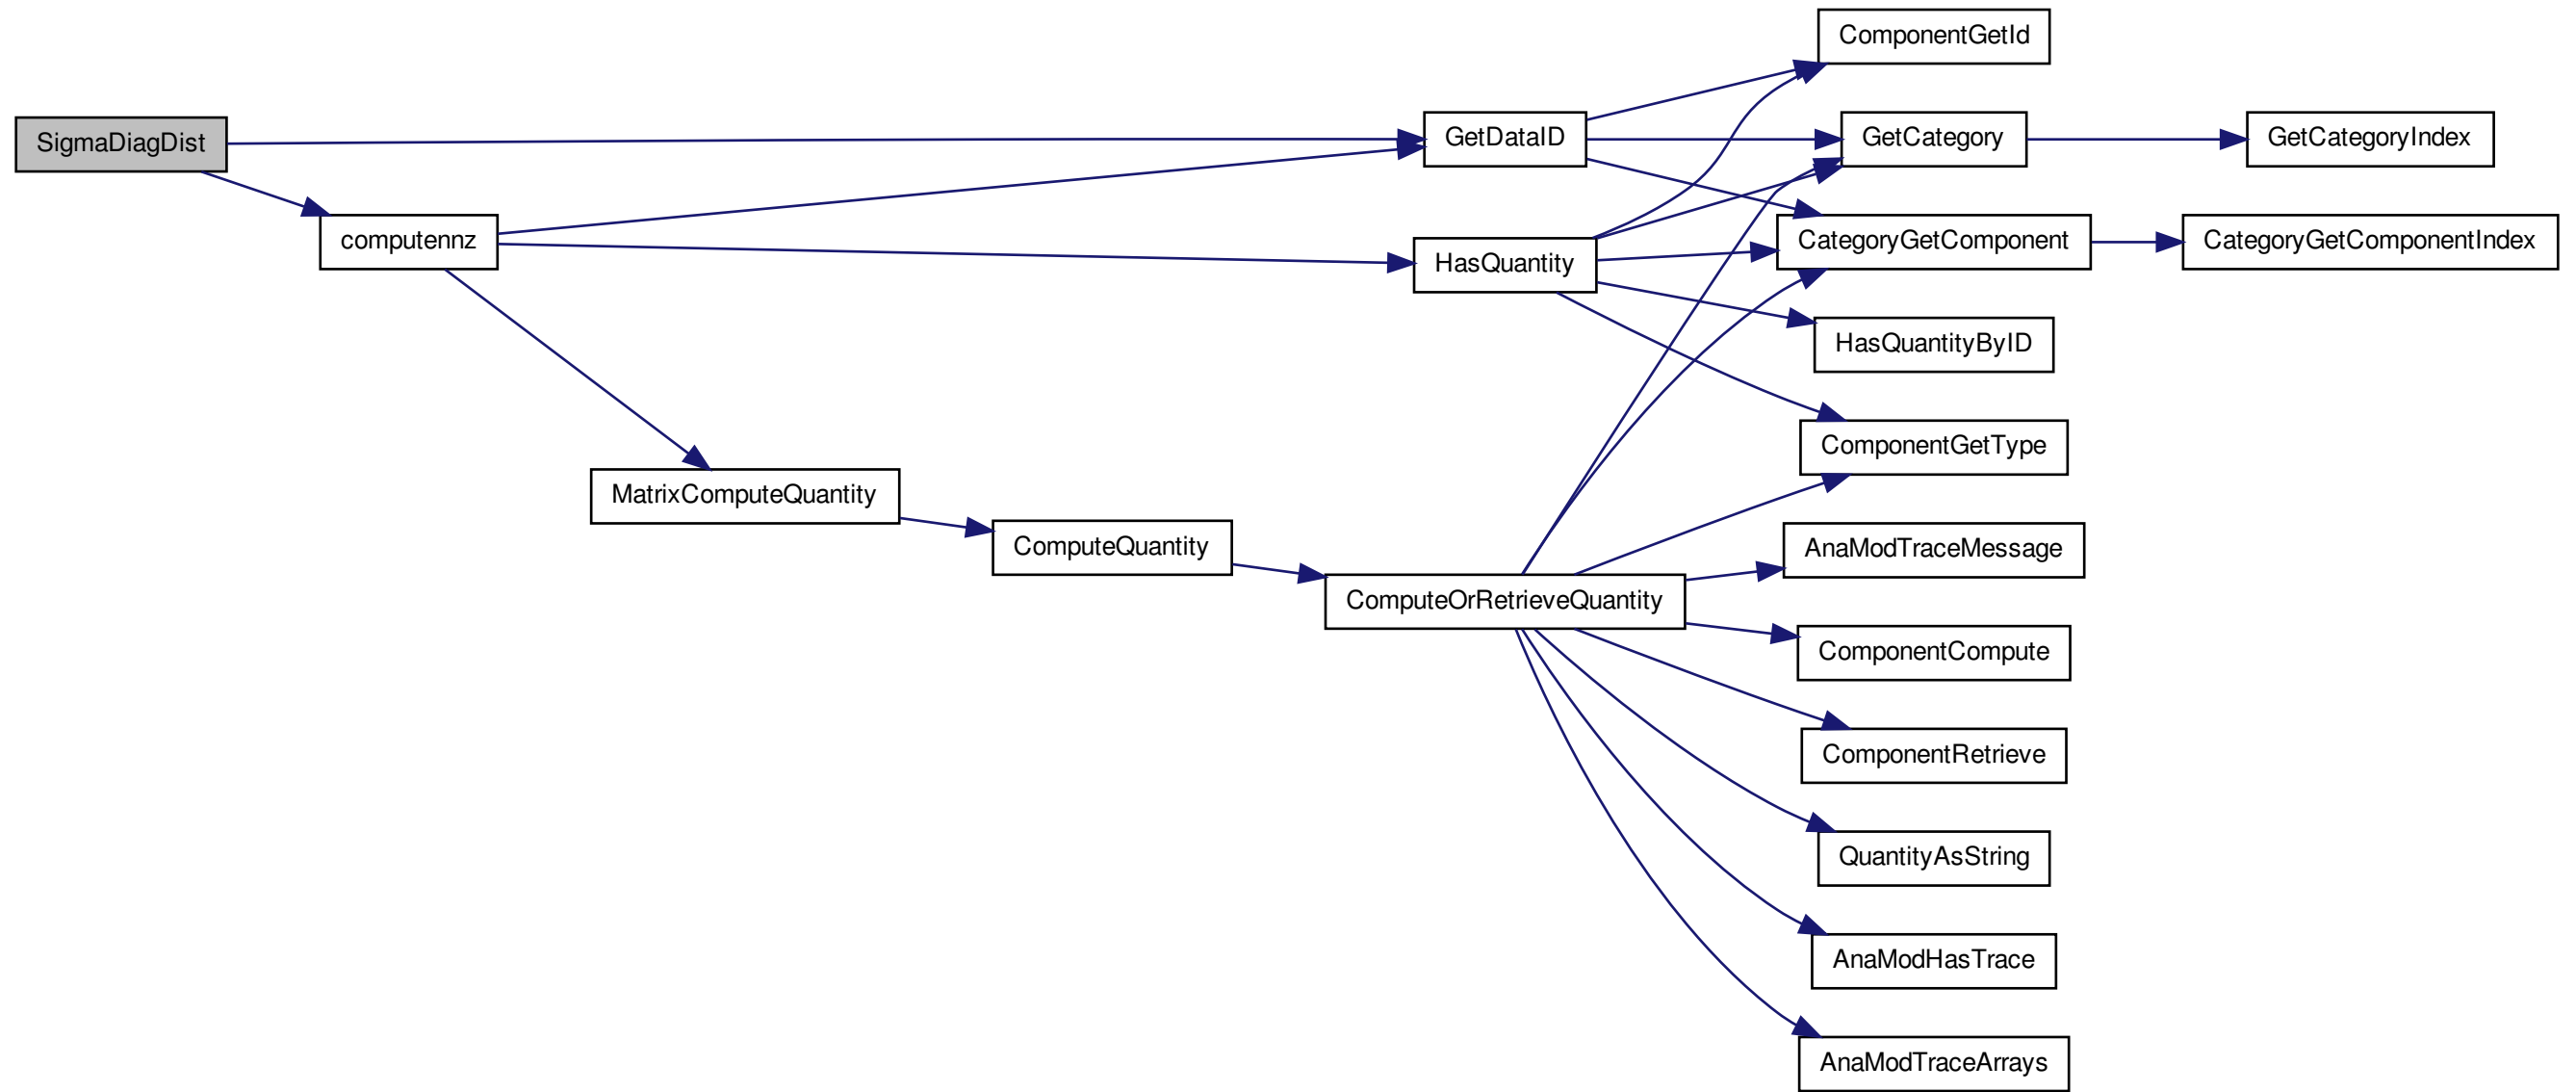 ComponentGetId
SigmaDiagDist
GetDataID
GetCategory
GetCategoryIndex
computennz
HasQuantity
CategoryGetComponent
CategoryGetComponentIndex
HasQuantityByID
ComponentGetType
MatrixComputeQuantity
ComputeQuantity
AnaModTraceMessage
ComputeOrRetrieveQuantity
ComponentCompute
ComponentRetrieve
QuantityAsString
AnaModHasTrace
AnaModTraceArrays